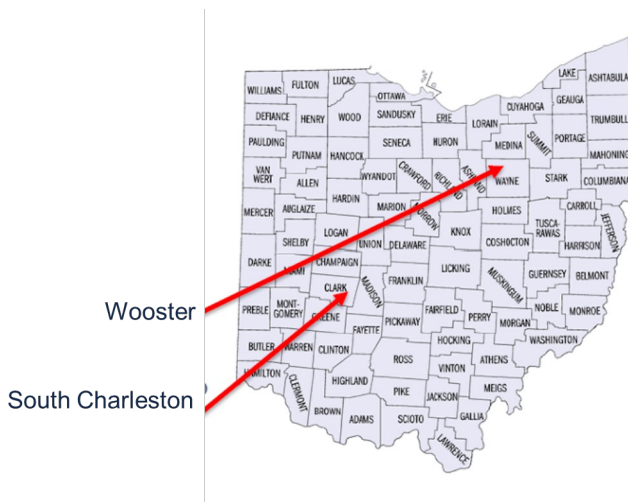 LUCAS
LAKE
ASHTABULA
WILLIAMS
FULTON
OTTAWA
CUYAHOGA
GEAUGA
DEFIANCE
HENRY
WOOD
SANDUSKY
ERIE
LORAIN
TRUMBULL
PAULDING
SENECA
HURON
MEDINA
SUMMIT
PORTAGE
PUTNAM
HANCOCK
MAHONING
VAN
WERT
ALLEN
WYANDOT
CRAWFORD
RICHLAND
ASHLAND
WAYNE
STARK
COLUMBIANA
HARDIN
MERCER
AUGLAIZE
MARION
MORROW
HOLMES
CARROLL
JEFFERSON
LOGAN
SHELBY
UNION
DELAWARE
KNOX
COSHOCTON
TUSCA-
RAWAS
HARRISON
DARKE
MIAMI
CHAMPAIGN
LICKING
MUSKINGUM
GUERNSEY
BELMONT
CLARK
MADISON
FRANKLIN
Wooster
PREBLE
MONT-
GOMERY
GREENE
FAIRFIELD
PERRY
NOBLE
MONROE
PICKAWAY
MORGAN
FAYETTE
WASHINGTON
BUTLER
WARREN
CLINTON
HOCKING
ROSS
ATHENS
VINTON
HAMILTON
CLERMONT
HIGHLAND
PIKE
JACKSON
MEIGS
South Charleston
BROWN
ADAMS
SCIOTO
GALLIA
LAWRENCE